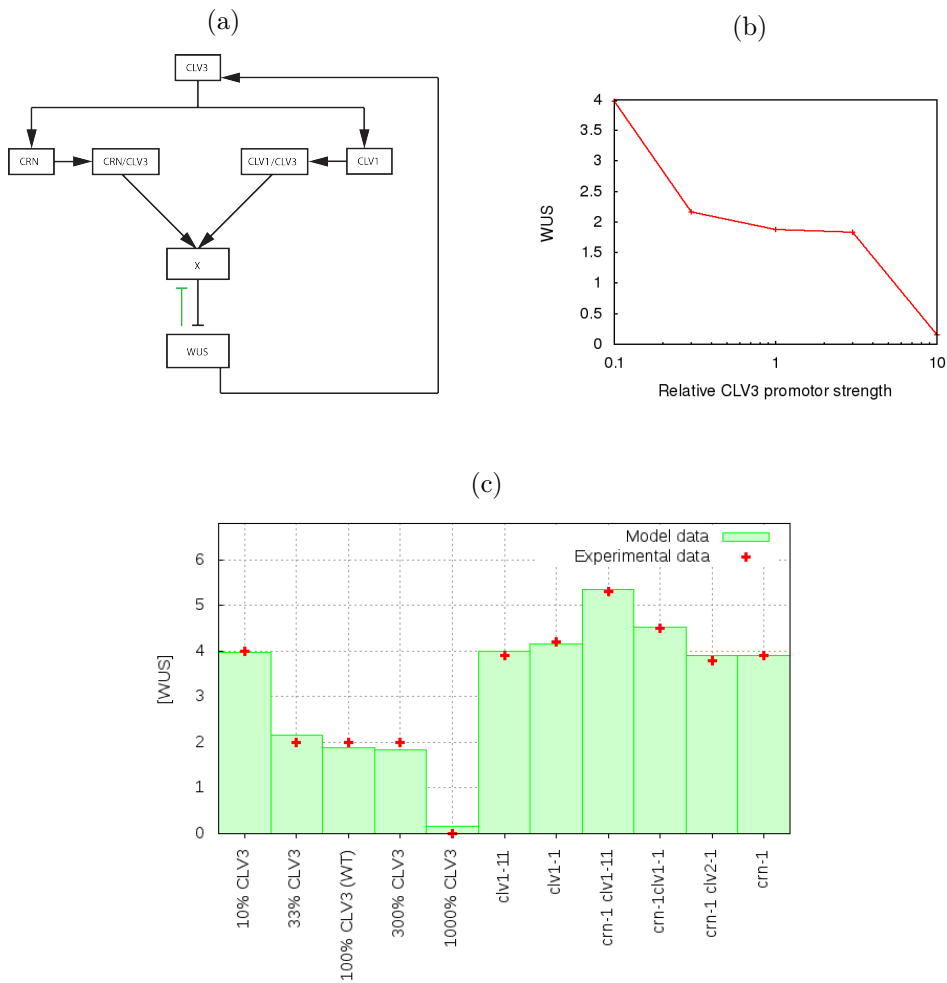 (a)
CLV3
CRN
CRN/CLV3
CLV1/CLV3
CLV1
X
WUS
(b)
4
3.5
3
2.5
2
1.5
1
0.5
0
WUS
0.1
1
10
Relative CLV3 promotor strength
(c)
Model data
Experimental data
6
5
4
3
2
1
0
[WUS]
10% CLV3
33% CLV3
100% CLV3 (WT)
300% CLV3
1000% CLV3
clv1-11
clv1-1
crn-1 clv1-11
crn-1clv1-1
crn-1 clv2-1
crn-1